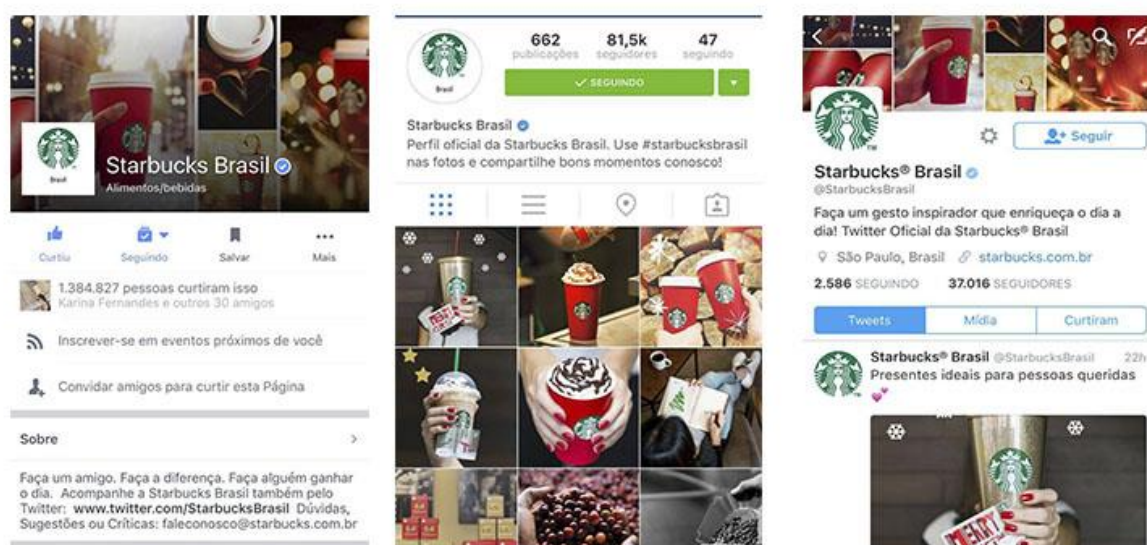 Brasil
Starbucks Brasil
Alimentos/bebidas
Curtiu
Seguindo
Salvar
Mais
1.384.827 pessoas curtiram isso
Karina Fernandes e outros 30 amigos
Inscrever-se em eventos próximos de você
Convidar amigos para curtir esta Página
Sobre
Faça um amigo. Faça a diferença. Faça alguém ganhar
o dia. Acompanhe a Starbucks Brasil também pelo
Twitter: www.twitter.com/StarbucksBrasil Dúvidas,
Sugestões ou Críticas: faleconosco@starbucks.com.br
Brasil
662 81,5k 47
publicações seguidores seguindo
SEGUINDO
Starbucks Brasil
Perfil oficial da Starbucks Brasil. Use #starbucksbrasil
nas fotos e compartilhe bons momentos conosco!
MERRY
TM
Seguir
Starbucks® Brasil
@StarbucksBrasil
Faça um gesto inspirador que enriqueça o dia a
dia! Twitter Oficial da Starbucks® Brasil
São Paulo, Brasil starbucks.com.br
2.586 SEGUINDO 37.016 SEGUIDORES
Tweets Mídia Curtiram
Starbucks® Brasil @StarbucksBrasil 22h
Presentes ideais para pessoas queridas
MERRY